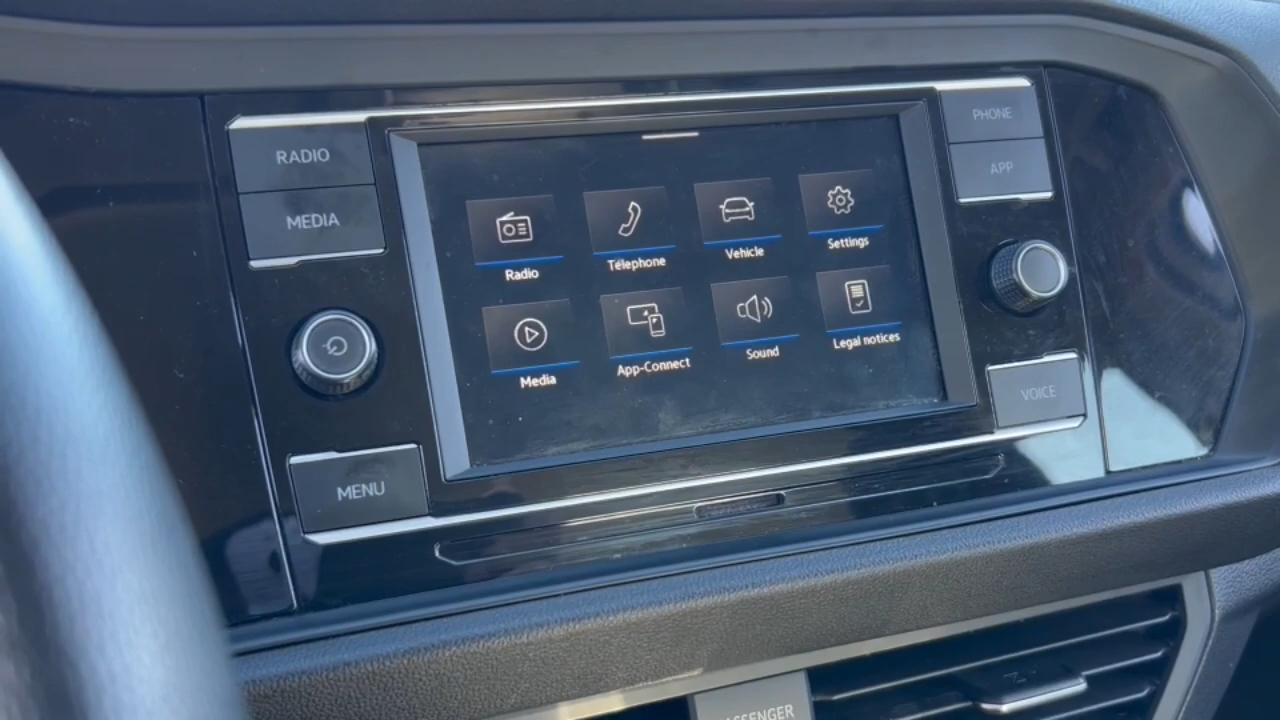 RADIO
MEDIA
MENU
Radio
Telephone
Vehicle
Settings
Media
App-Connect
Sound
Legal notices
PHONE
APP
VOICE